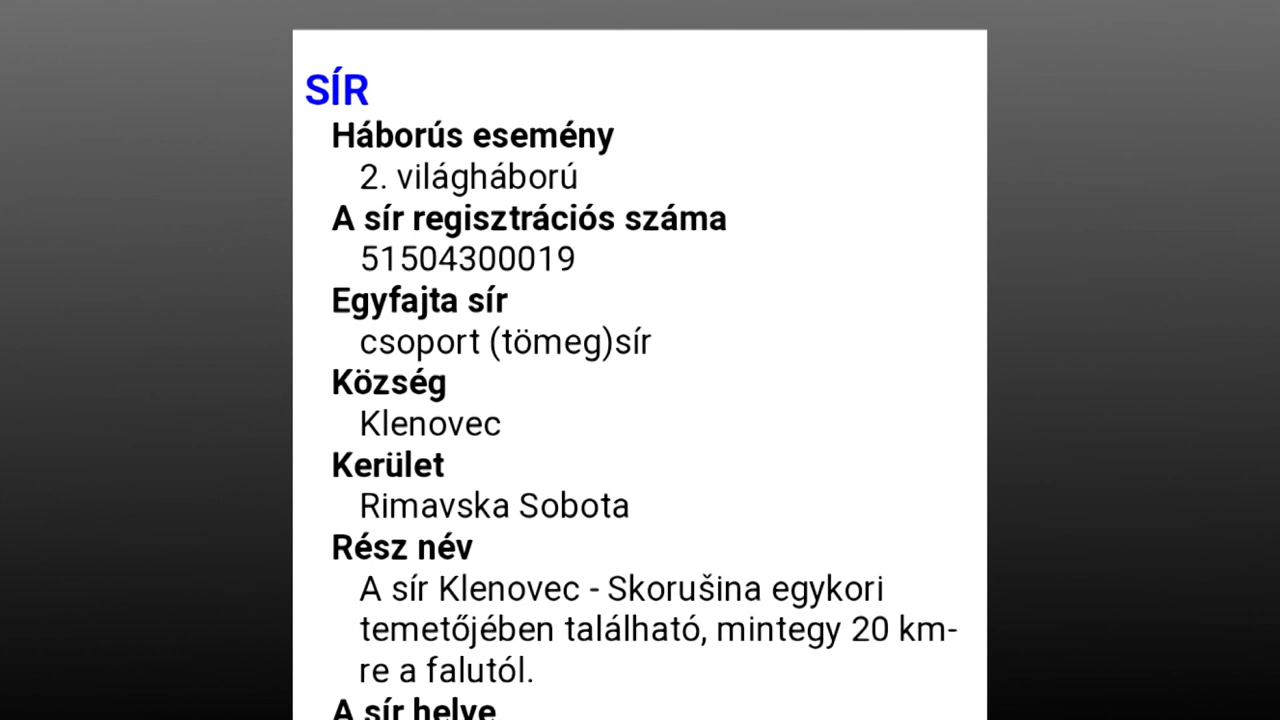 SÍR
Háborús esemény
2. világháború
A sír regisztrációs száma
51504300019
Egyfajta sír
csoport (tömeg)sír
Község
Klenovec
Kerület
Rimavska Sobota
Rész név
A sír Klenovec - Skorušina egykori
temetőjében található, mintegy 20 km-
re a falutól.
A sír helye